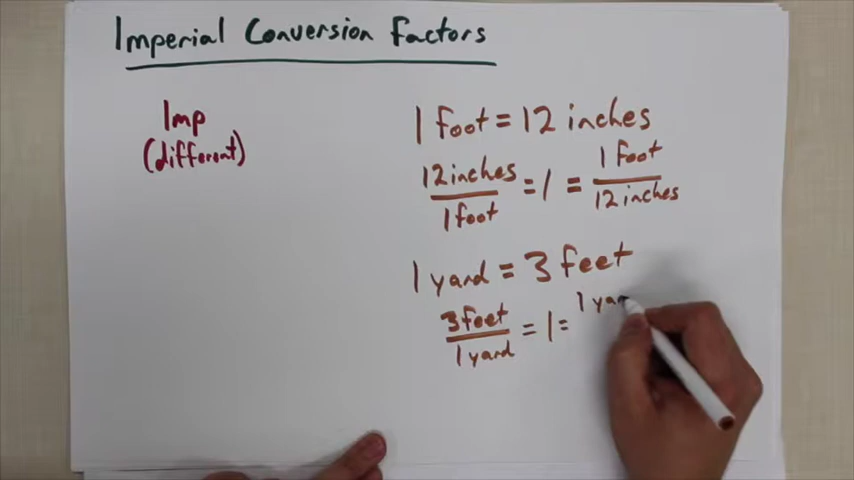 Imperial Conversion Factors
Imp
(different)
1 foot = 12 inches
12 inches / 1 foot = 1 = 1 foot / 12 inches
1 yard = 3 feet
3 feet / 1 yard = 1 = 1 yar